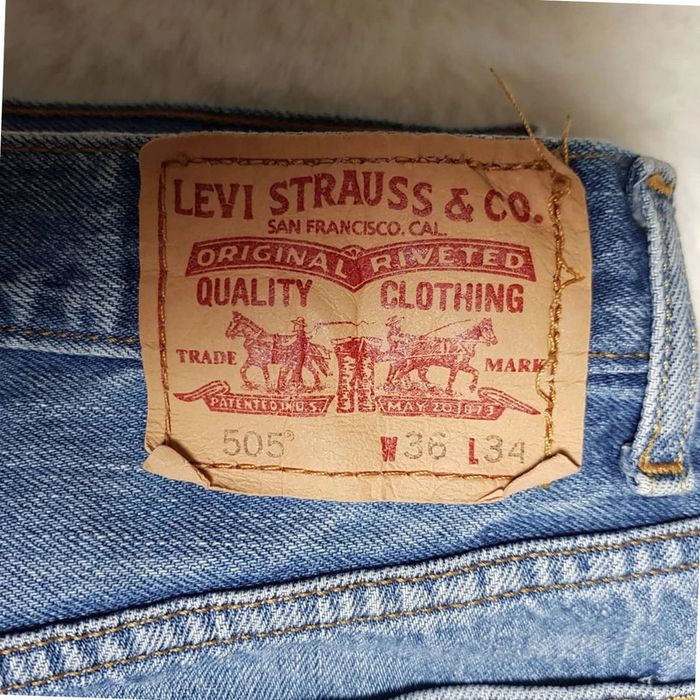 LEVI STRAUSS & CO.
SAN FRANCISCO, CAL.
ORIGINAL RIVETED
QUALITY CLOTHING
TRADE MARK
PATENTED IN U.S. MAY 20 1873
505® W 36 L 34